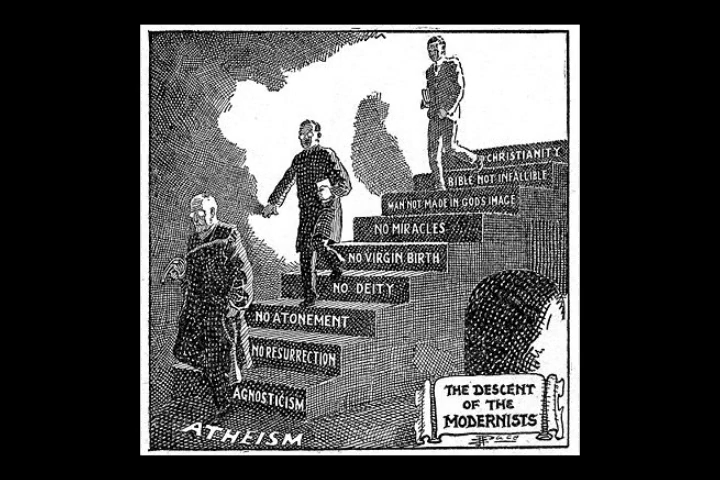 CHRISTIANITY
BIBLE NOT INFALLIBLE
MAN NOT MADE IN GOD'S IMAGE
NO MIRACLES
NO VIRGIN BIRTH
NO DEITY
NO ATONEMENT
NO RESURRECTION
AGNOSTICISM
ATHEISM
THE DESCENT
OF THE
MODERNISTS